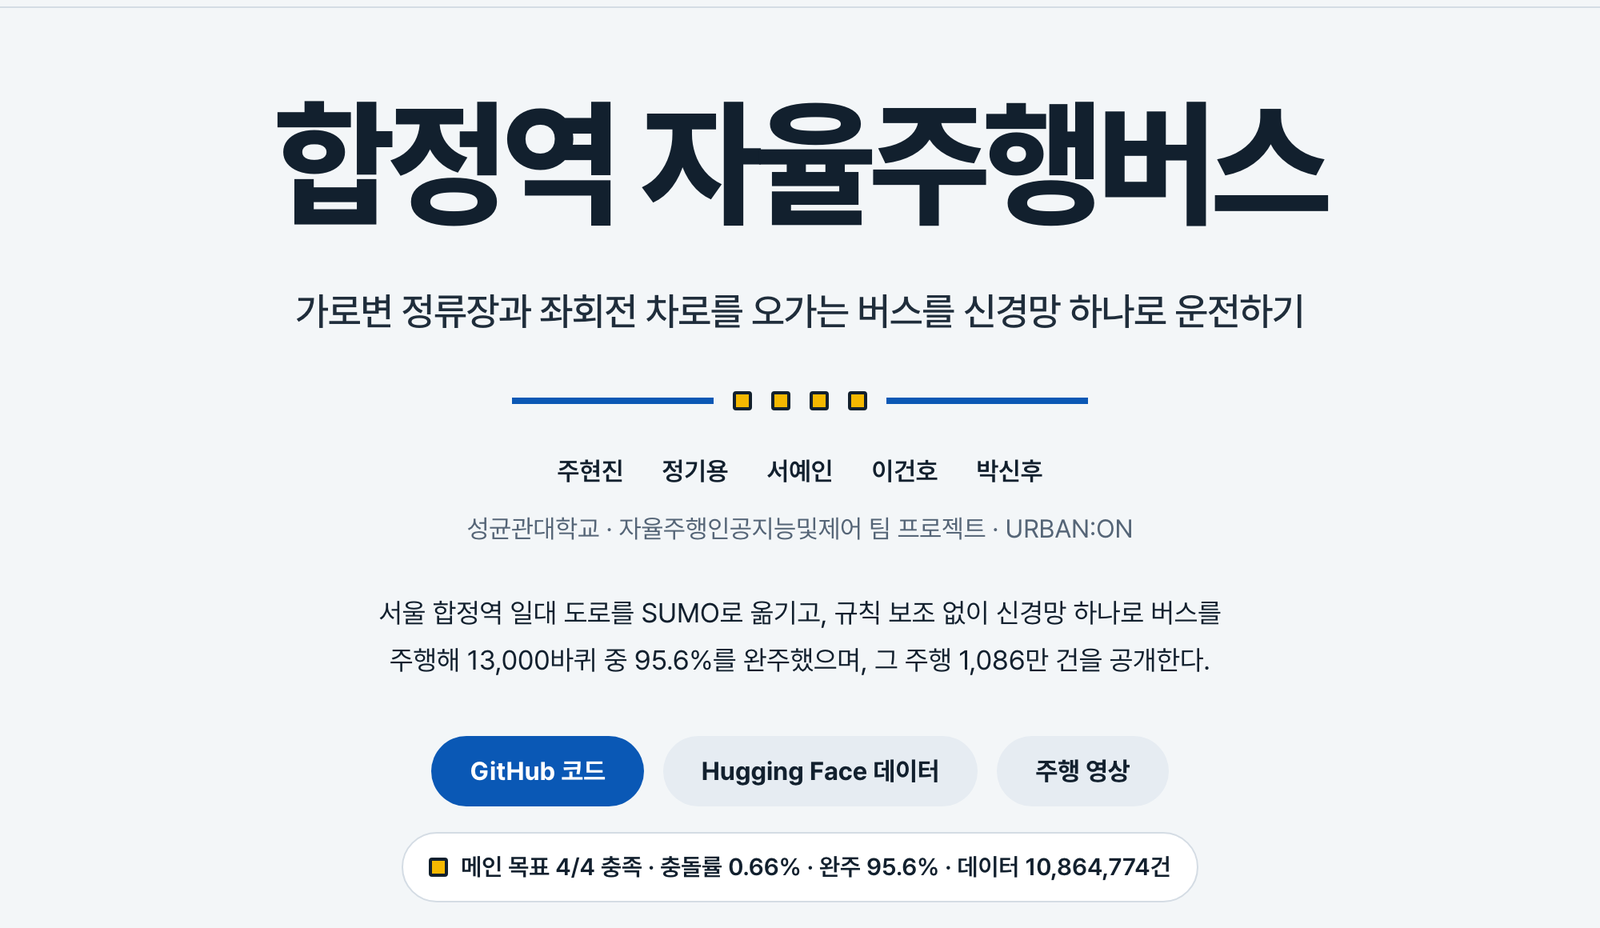 합정역 자율주행버스
가로변 정류장과 좌회전 차로를 오가는 버스를 신경망 하나로 운전하기
주현진 정기용 서예인 이건호 박신후
성균관대학교 · 자율주행인공지능및제어 팀 프로젝트 · URBAN:ON
서울 합정역 일대 도로를 SUMO로 옮기고, 규칙 보조 없이 신경망 하나로 버스를
주행해 13,000바퀴 중 95.6%를 완주했으며, 그 주행 1,086만 건을 공개한다.
GitHub 코드 Hugging Face 데이터 주행 영상
메인 목표 4/4 충족 · 충돌률 0.66% · 완주 95.6% · 데이터 10,864,774건